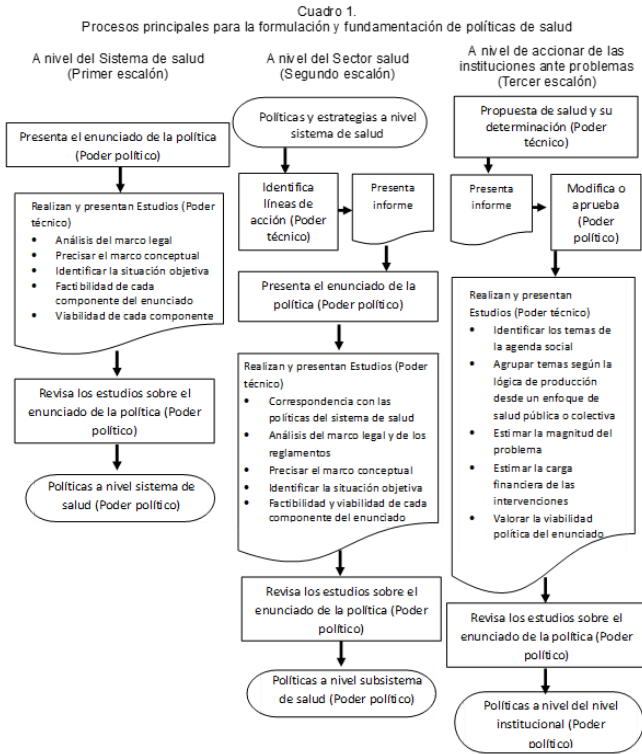 Cuadro 1.
Procesos principales para la formulación y fundamentación de políticas de salud
A nivel del Sistema de salud
(Primer escalón)
Presenta el enunciado de la política
(Poder político)
Realizan y presentan Estudios (Poder
técnico)
• Análisis del marco legal
• Precisar el marco conceptual
• Identificar la situación objetiva
• Factibilidad de cada
componente del enunciado
• Viabilidad de cada componente
Revisa los estudios sobre el
enunciado de la política (Poder
político)
Políticas a nivel sistema de
salud (Poder político)
A nivel del Sector salud
(Segundo escalón)
Políticas y estrategias a nivel
sistema de salud
Identifica
líneas de
acción (Poder
técnico)
Presenta
informe
Presenta el enunciado de la
política (Poder político)
Realizan y presentan Estudios (Poder
técnico)
• Correspondencia con las
políticas del sistema de salud
• Análisis del marco legal y de los
reglamentos
• Precisar el marco conceptual
• Identificar la situación objetiva
• Factibilidad y viabilidad de cada
componente del enunciado
Revisa los estudios sobre el
enunciado de la política (Poder
político)
Políticas a nivel subsistema
de salud (Poder político)
A nivel de accionar de las
instituciones ante problemas
(Tercer escalón)
Propuesta de salud y su
determinación (Poder
técnico)
Presenta
informe
Modifica o
aprueba
(Poder
político)
Realizan y presentan
Estudios (Poder técnico)
• Identificar los temas de
la agenda social
• Agrupar temas según la
lógica de producción
desde un enfoque de
salud pública o colectiva
• Estimar la magnitud del
problema
• Estimar la carga
financiera de las
intervenciones
• Valorar la viabilidad
política del enunciado
Revisa los estudios sobre el
enunciado de la política (Poder
político)
Políticas a nivel del nivel
institucional (Poder
político)